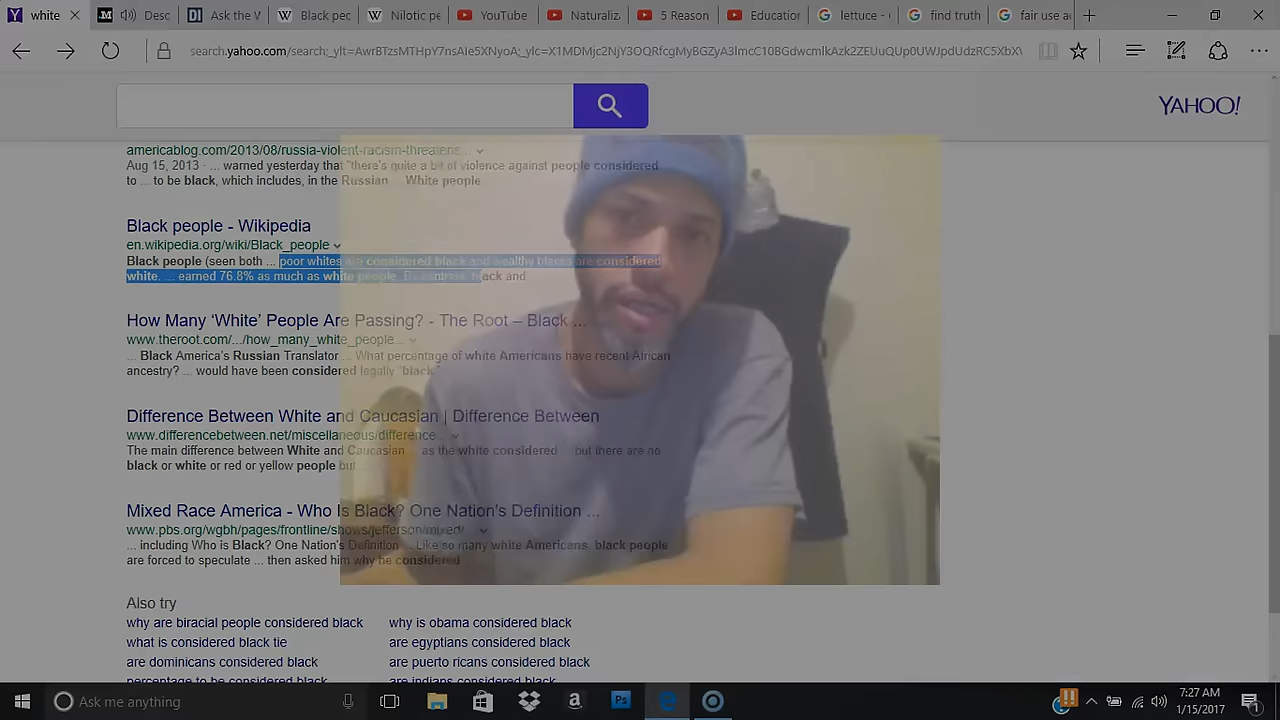 white
Desc
Ask the W
Black pec
Nilotic pe
YouTube
Naturaliz
5 Reason
Education
lettuce - G
find truth
fair use ac
YAHOO!
americablog.com/2013/08/russia-violent-racism-threatens...
Aug 15, 2013 · ... warned yesterday that "there's quite a bit of violence against people considered
to ... to be black, which includes, in the Russian ... White people
Black people - Wikipedia
en.wikipedia.org/wiki/Black_people
Black people (seen both ... poor whites are considered black and wealthy blacks are considered
white. ... earned 76.8% as much as white people. By contrast, black and
How Many 'White' People Are Passing? - The Root – Black ...
www.theroot.com/.../how_many_white_people...
... Black America's Russian Translator ... What percentage of white Americans have recent African
ancestry? ... would have been considered legally "black.
Difference Between White and Caucasian | Difference Between
www.differencebetween.net/miscellaneous/difference...
The main difference between White and Caucasian ... as the white considered ... but there are no
black or white or red or yellow people but ...
Mixed Race America - Who Is Black? One Nation's Definition ...
www.pbs.org/wgbh/pages/frontline/shows/jefferson/mixed/
... including Who is Black? One Nation's Definition ... Like so many white Americans, black people
are forced to speculate ... then asked him why he considered
Also try
why are biracial people considered black
why is obama considered black
what is considered black tie
are egyptians considered black
are dominicans considered black
are puerto ricans considered black
percentage to be considered black
are indians considered black
Ask me anything
7:27 AM
1/15/2017